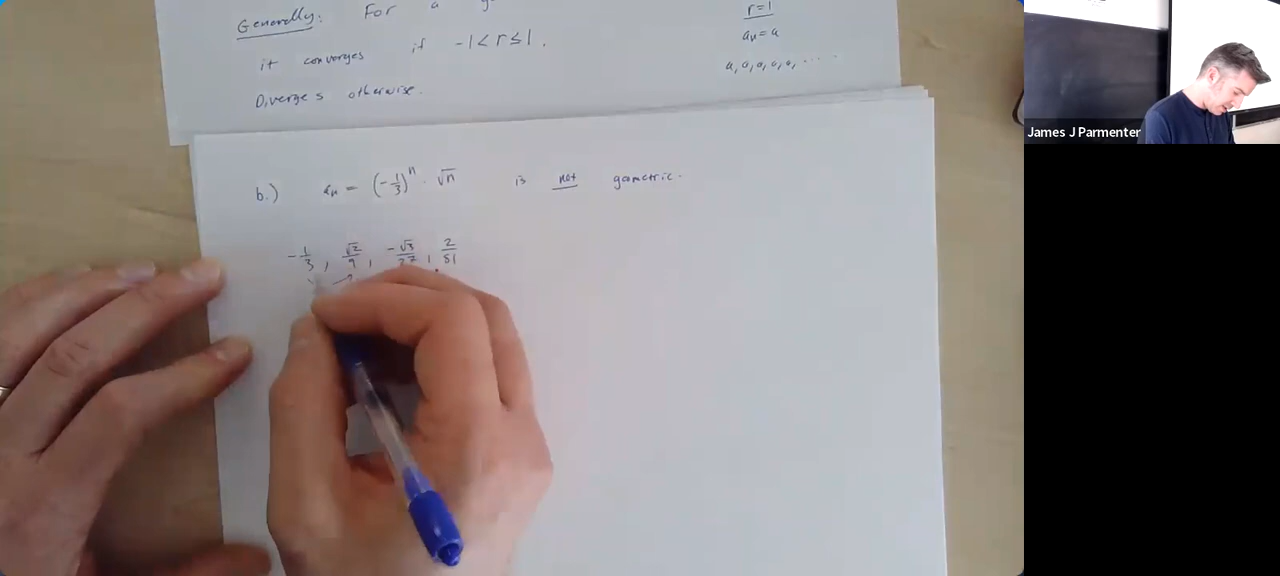 Generally: For a
it converges if -1 < r ≤ 1.
Diverges otherwise.
r=1
aₙ = a
a, a, a, a, a, .....
James J Parmenter
b.) aₙ = (-1/3)ⁿ · √n is not geometric.
-1/3, √2/9, -√3/27, 2/81